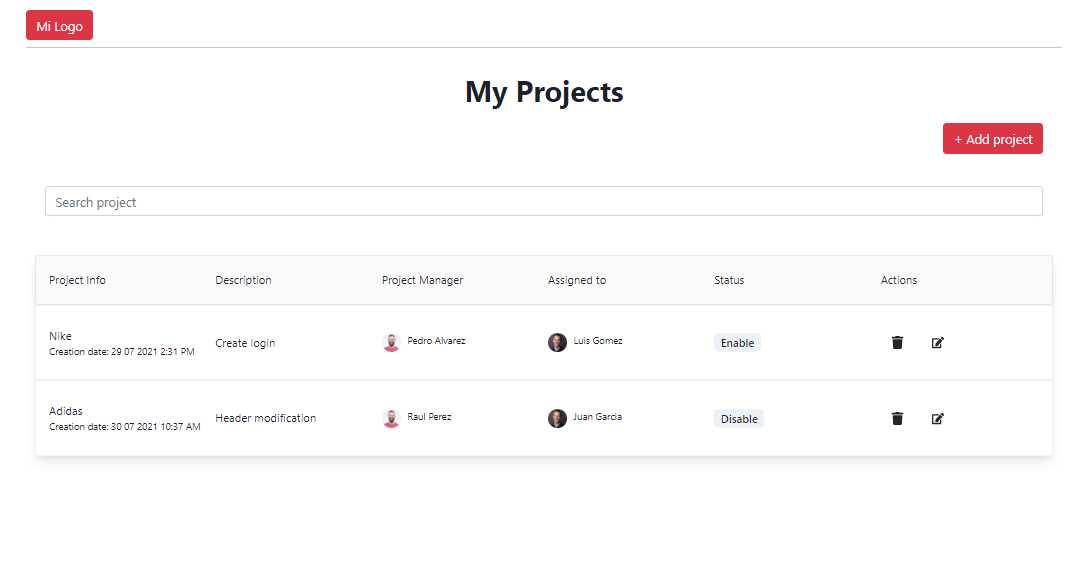 Mi Logo
My Projects
+ Add project
Search project
Project Info Description Project Manager Assigned to Status Actions
Nike
Creation date: 29 07 2021 2:31 PM
Create login Pedro Alvarez Luis Gomez Enable
Adidas
Creation date: 30 07 2021 10:37 AM
Header modification Raul Perez Juan Garcia Disable